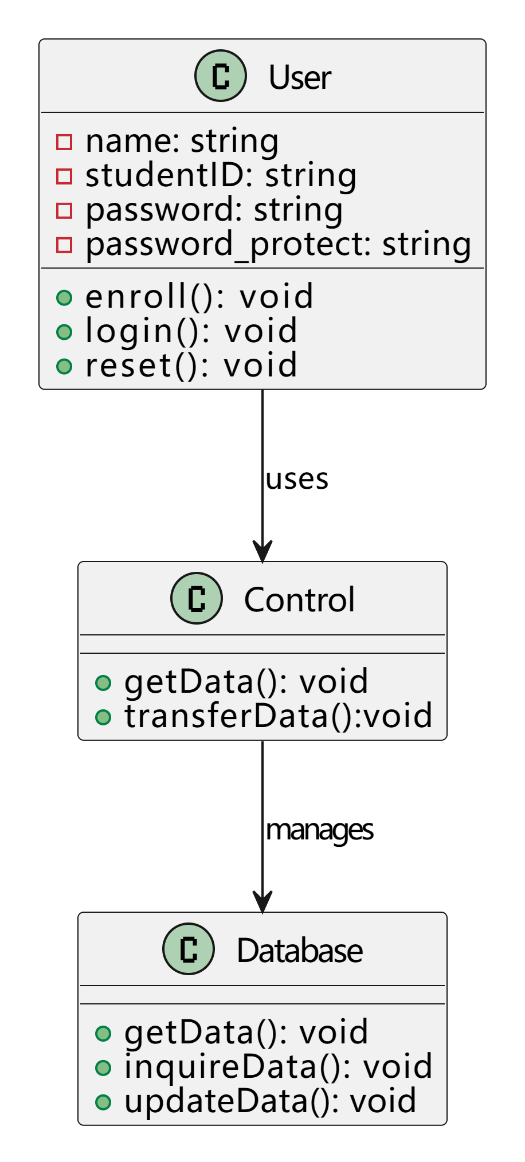 C User
name: string
studentID: string
password: string
password_protect: string
enroll(): void
login(): void
reset(): void
uses
C Control
getData(): void
transferData():void
manages
C Database
getData(): void
inquireData(): void
updateData(): void